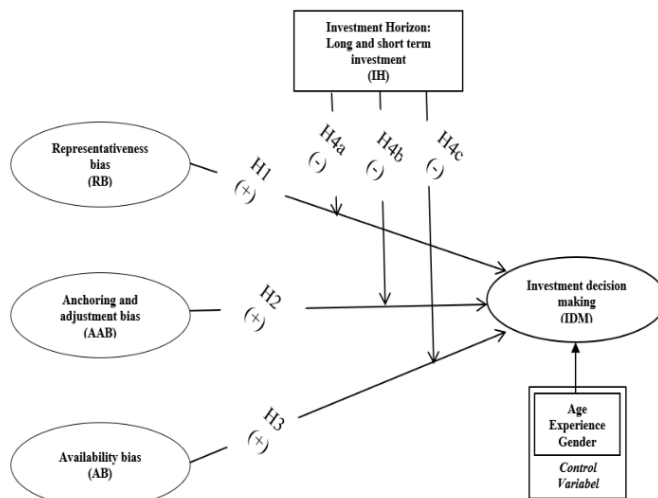 Investment Horizon:
Long and short term
investment
(IH)
H4a
(-)
H4b
(-)
H4c
(-)
Representativeness
bias
(RB)
H1
(+)
Anchoring and
adjustment bias
(AAB)
H2
(+)
Investment decision
making
(IDM)
H3
(+)
Availability bias
(AB)
Age
Experience
Gender
Control
Variabel